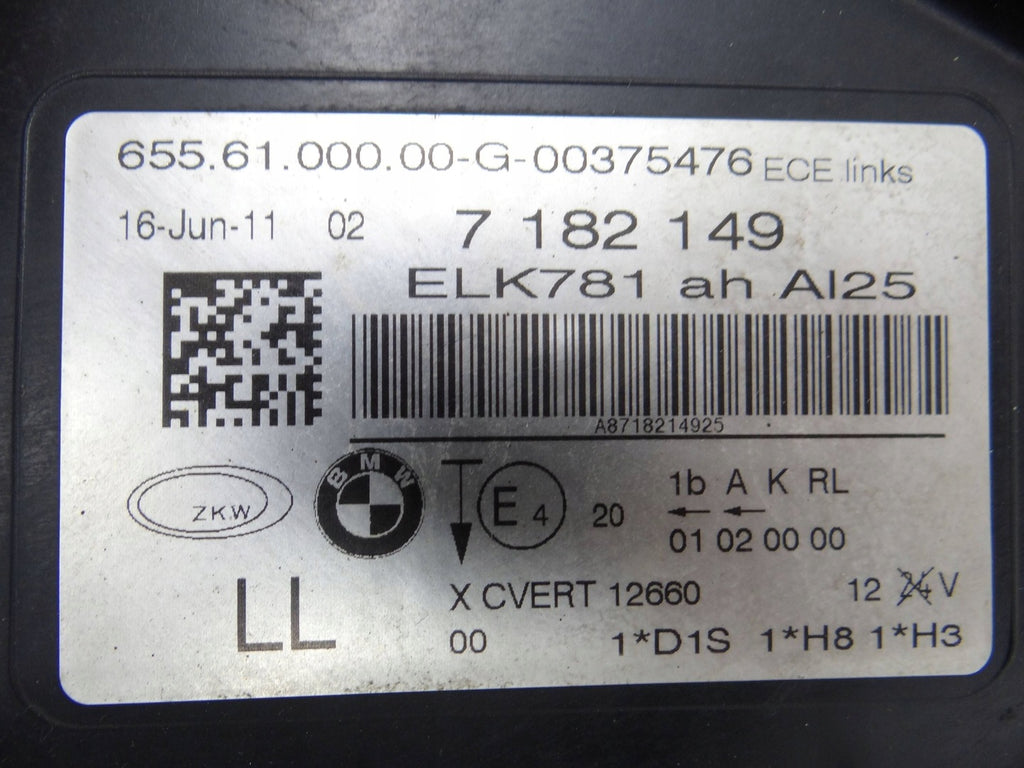 655.61.000.00-G-00375476 ECE links
16-Jun-11 02 7 182 149
ELK781 ah AI25
A8718214925
ZKW
BMW
E 4 20
1b A K RL
01 02 00 00
LL
X CVERT 12660 12 24 V
00 1*D1S 1*H8 1*H3